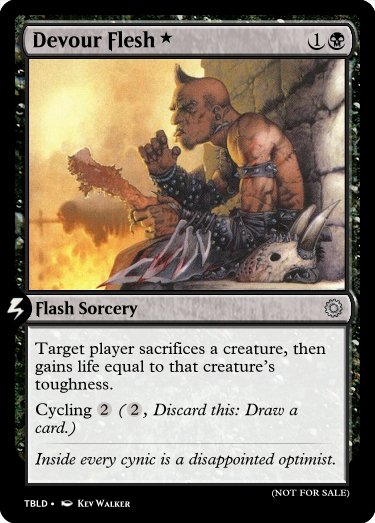 Devour Flesh★ 1
Flash Sorcery
Target player sacrifices a creature, then
gains life equal to that creature's
toughness.
Cycling 2 (2, Discard this: Draw a
card.)
Inside every cynic is a disappointed optimist.
(NOT FOR SALE)
TBLD • Kev Walker